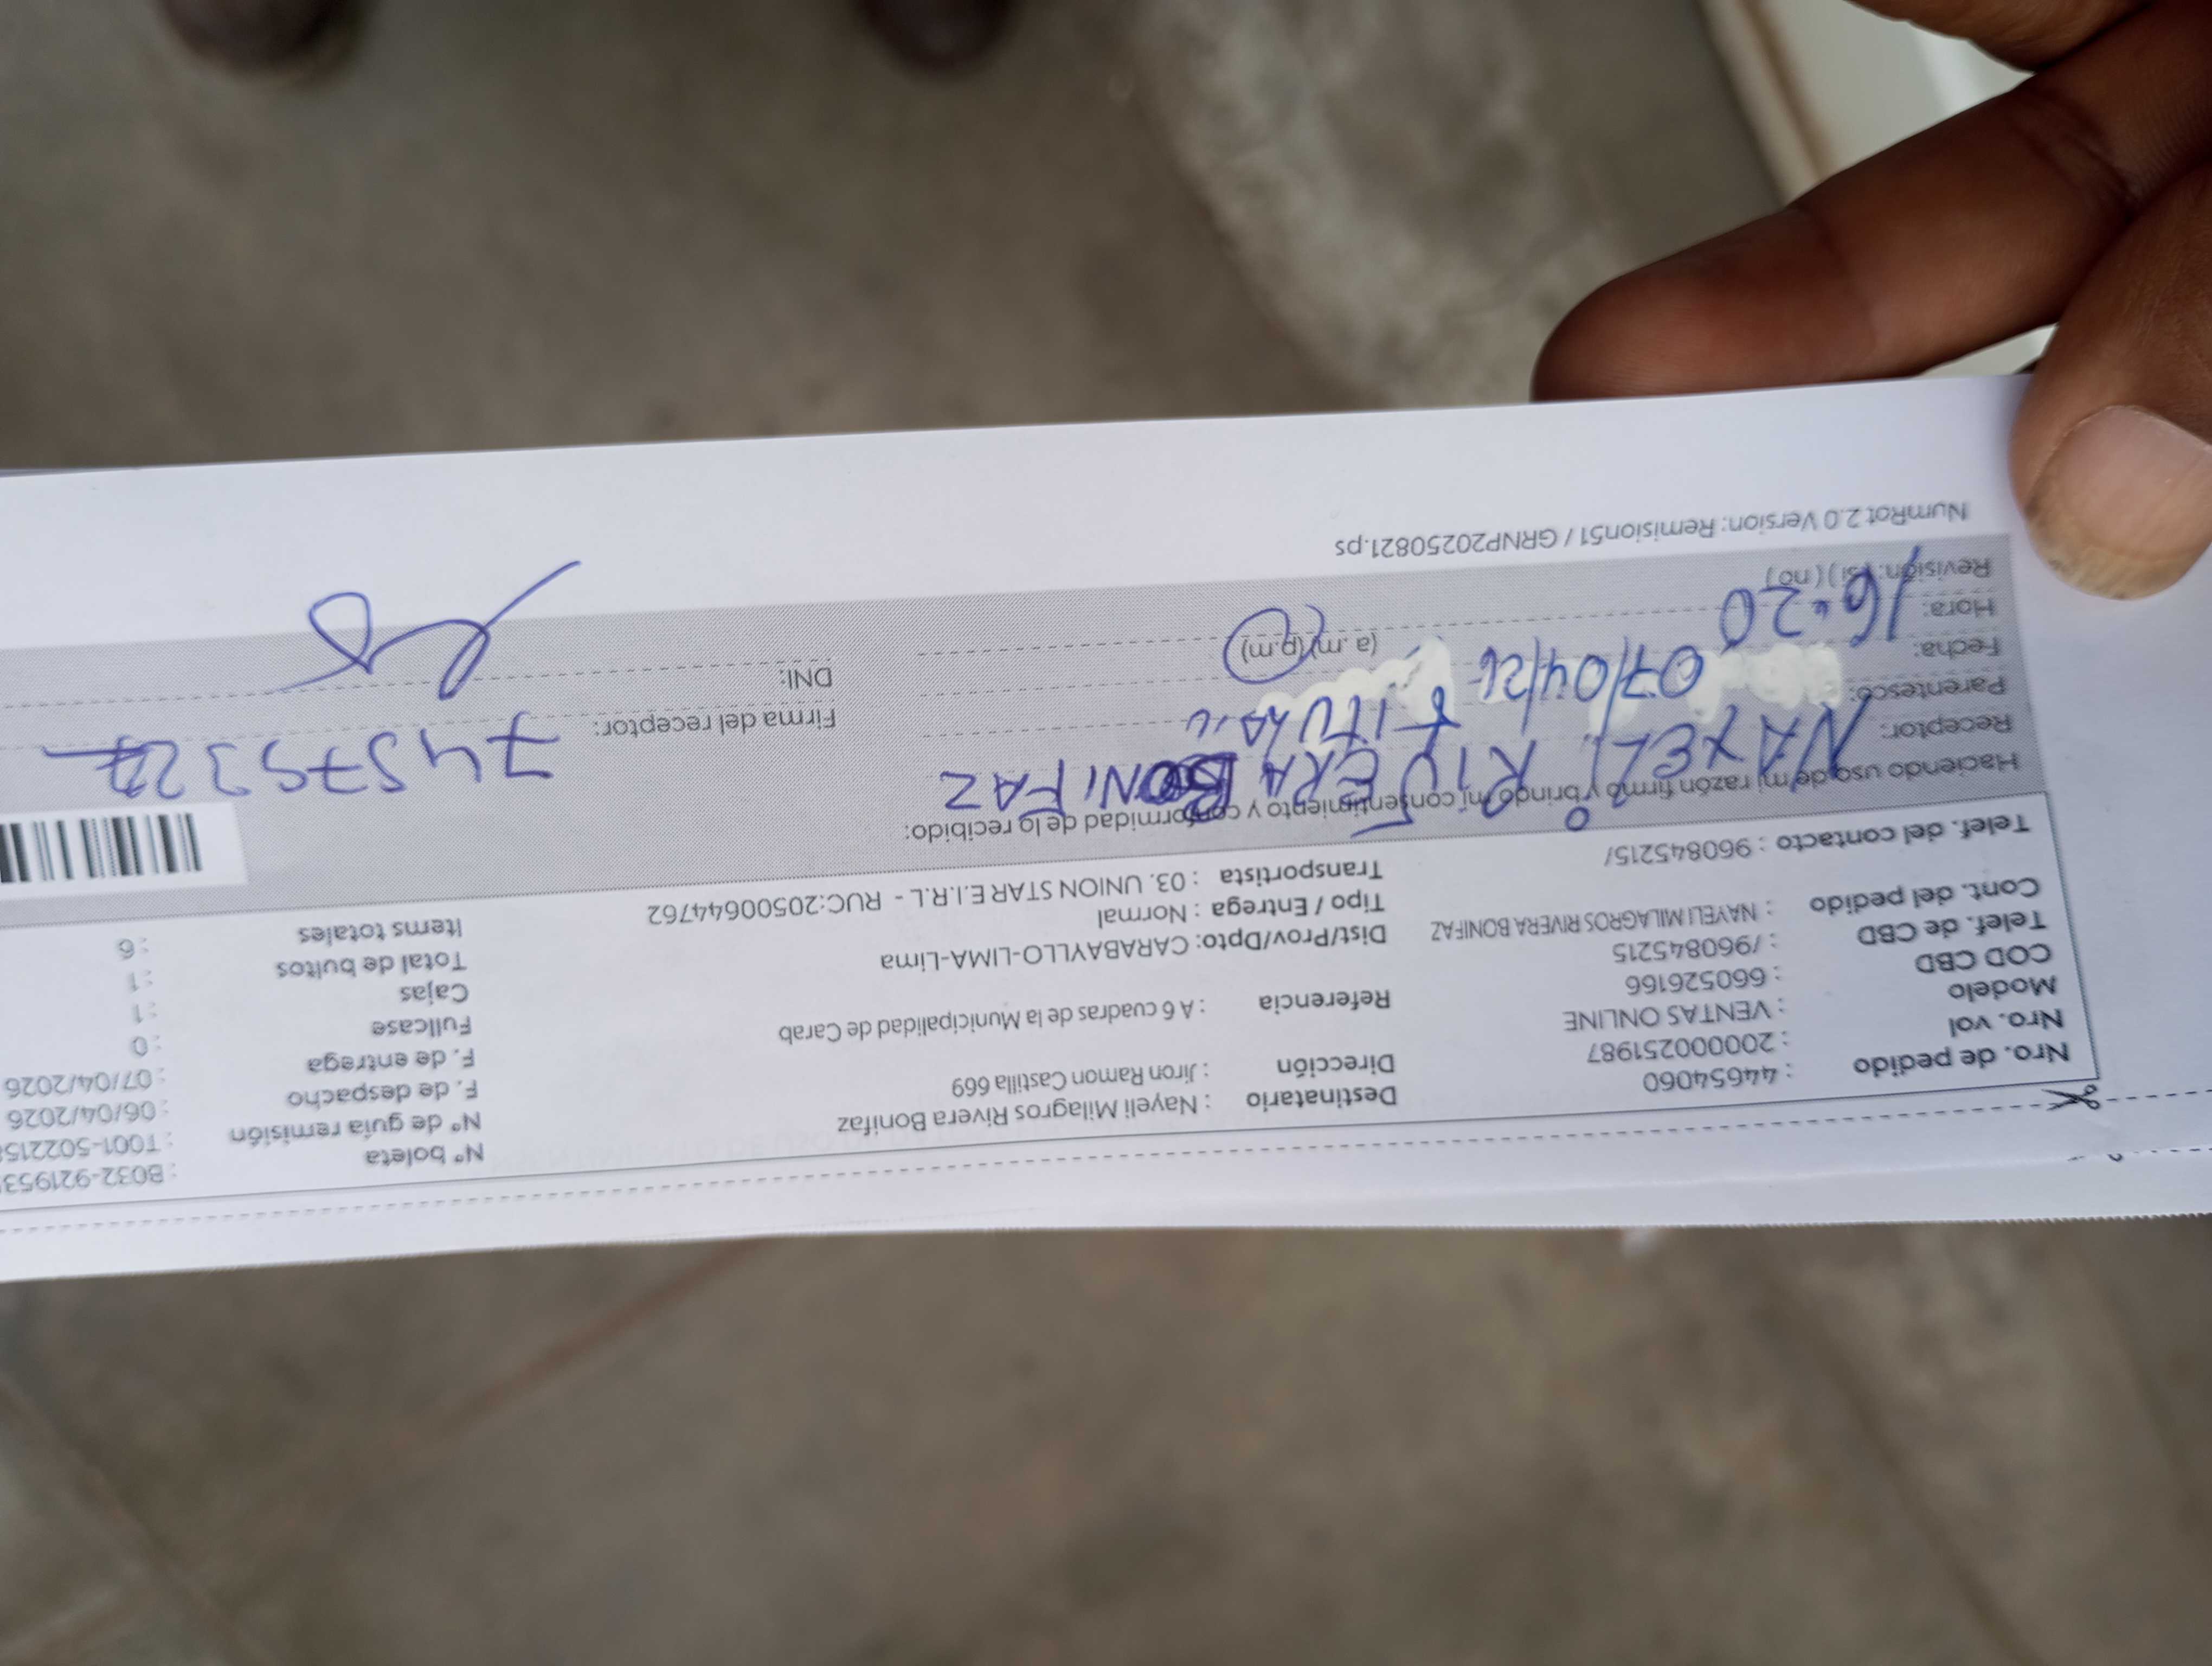 Nro. de pedido : 44654060
Nro. vol : 20000251987
Modelo : VENTAS ONLINE
COD CBD : 660526166
Telef. de CBD : /960845215
Cont. del pedido : NAYELI MILAGROS RIVERA BONIFAZ
Telef. del contacto : 960845215/
Destinatario : Nayeli Milagros Rivera Bonifaz
Dirección : Jiron Ramon Castilla 669
Referencia : A 6 cuadras de la Municipalidad de Carab
Dist/Prov/Dpto: CARABAYLLO-LIMA-Lima
Tipo / Entrega : Normal
Transportista : 03. UNION STAR E.I.R.L - RUC:20500644762
N° boleta : B032-921953
N° de guía remisión : T001-502215
F. de despacho : 06/04/2026
F. de entrega : 07/04/2026
Fullcase : 0
Cajas : 1
Total de bultos : 1
Items totales : 6
Haciendo uso de mi razón firmo y brindo mi consentimiento y conformidad de lo recibido:
Receptor: NAYELI RIVERA BONIFAZ
Parentesco: TITULAR
Fecha: 07/04/26
Hora: 16:20 (a.m) (p.m)
Revisión: (si) (no)
Firma del receptor:
DNI:
NumRot 2.0 Version: Remision51 / GRNP20250821.ps